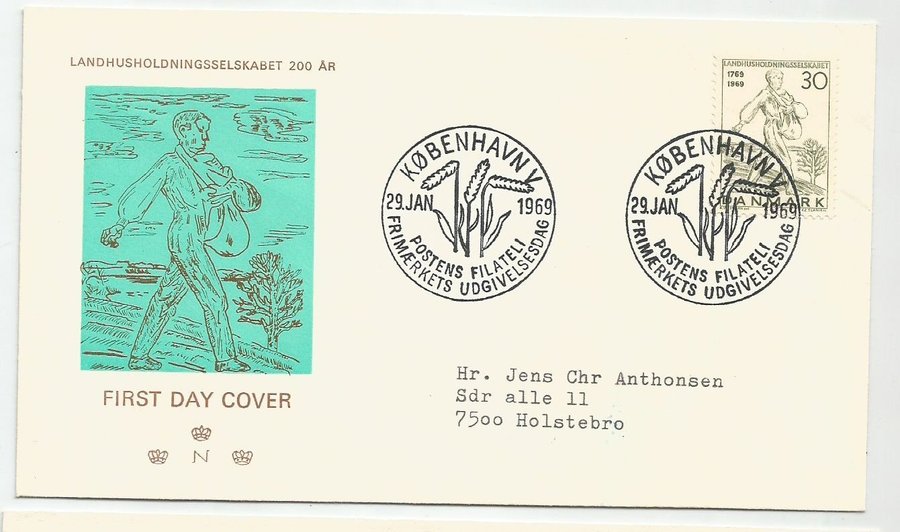 LANDHUSHOLDNINGSSELSKABET 200 ÅR
FIRST DAY COVER
N
KØBENHAVN V
29.JAN 1969
POSTENS FILATELI
FRIMÆRKETS UDGIVELSESDAG
LANDHUSHOLDNINGSSELSKABET
1769
1969
30
DANMARK
KØBENHAVN V
29.JAN 1969
POSTENS FILATELI
FRIMÆRKETS UDGIVELSESDAG
Hr. Jens Chr Anthonsen
Sdr alle 11
7500 Holstebro